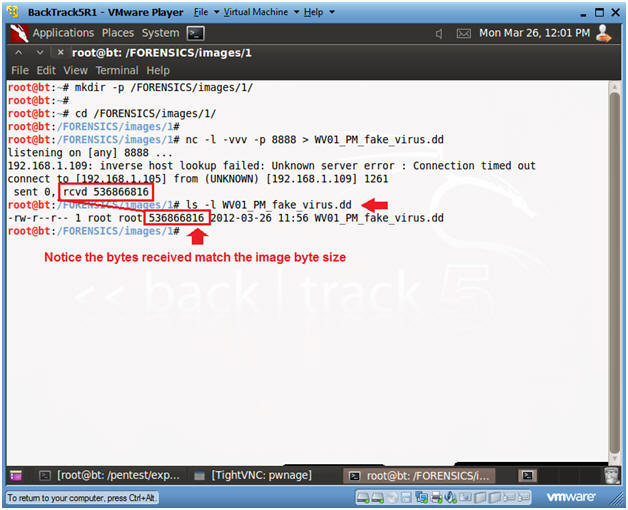 BackTrack5R1 - VMware Player File Virtual Machine Help
Applications Places System Mon Mar 26, 12:01 PM
root@bt: /FORENSICS/images/1
File Edit View Terminal Help
root@bt:~# mkdir -p /FORENSICS/images/1/
root@bt:~#
root@bt:~# cd /FORENSICS/images/1/
root@bt:/FORENSICS/images/1#
root@bt:/FORENSICS/images/1# nc -l -vvv -p 8888 > WV01_PM_fake_virus.dd
listening on [any] 8888 ...
192.168.1.109: inverse host lookup failed: Unknown server error : Connection timed out
connect to [192.168.1.105] from (UNKNOWN) [192.168.1.109] 1261
sent 0, rcvd 536866816
root@bt:/FORENSICS/images/1# ls -l WV01_PM_fake_virus.dd
-rw-r--r-- 1 root root 536866816 2012-03-26 11:56 WV01_PM_fake_virus.dd
root@bt:/FORENSICS/images/1#
Notice the bytes received match the image byte size
<< back | track 5
[root@bt: /pentest/exp... [TightVNC: pwnage] root@bt: /FORENSICS/i...
To return to your computer, press Ctrl+Alt. vmware